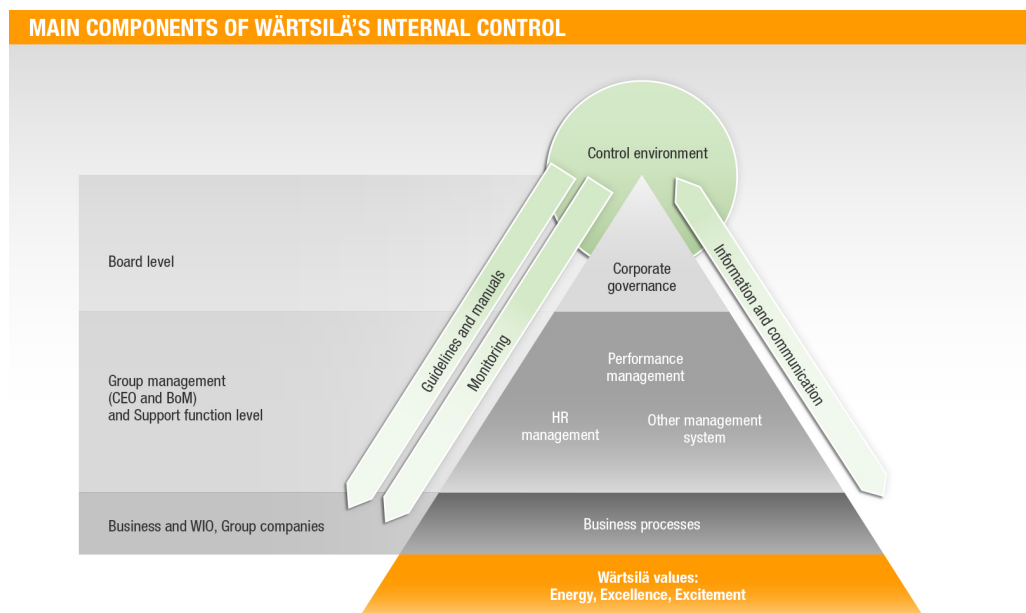 MAIN COMPONENTS OF WÄRTSILÄ'S INTERNAL CONTROL
Control environment
Board level
Corporate
governance
Guidelines and manuals
Monitoring
Information and communication
Group management
(CEO and BoM)
and Support function level
Performance
management
HR
management
Other management
system
Business and WIO, Group companies
Business processes
Wärtsilä values:
Energy, Excellence, Excitement